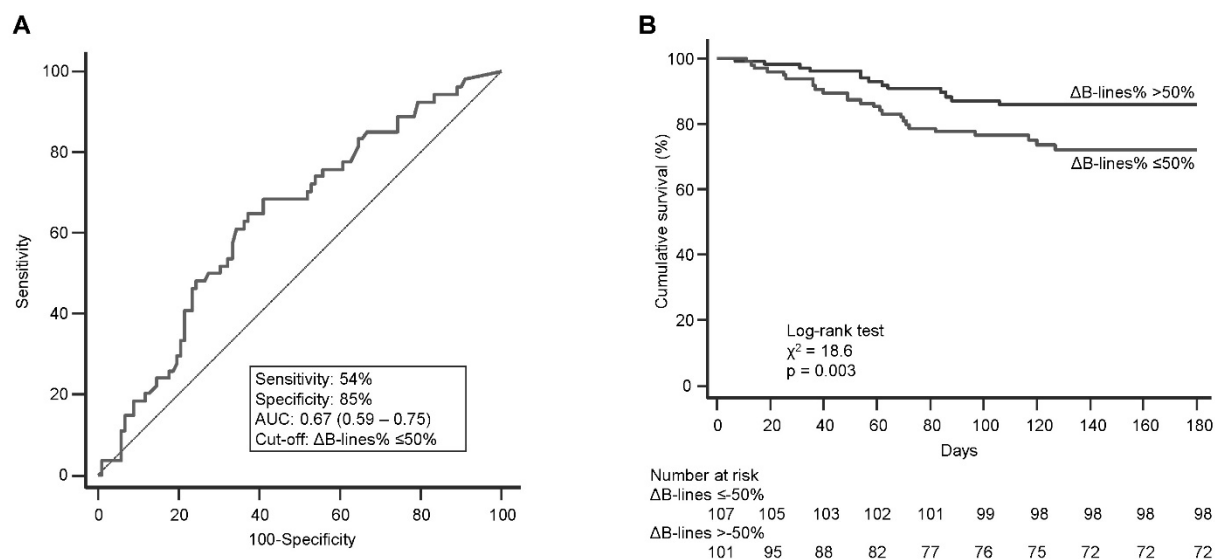 A
100
80
60
40
20
0
Sensitivity
Sensitivity: 54%
Specificity: 85%
AUC: 0.67 (0.59 – 0.75)
Cut-off: ΔB-lines% ≤50%
0 20 40 60 80 100
100-Specificity
B
100
80
60
40
20
0
Cumulative survival (%)
ΔB-lines% >50%
ΔB-lines% ≤50%
Log-rank test
χ² = 18.6
p = 0.003
0 20 40 60 80 100 120 140 160 180
Days
Number at risk
ΔB-lines ≤-50%
107 105 103 102 101 99 98 98 98 98
ΔB-lines >-50%
101 95 88 82 77 76 75 72 72 72